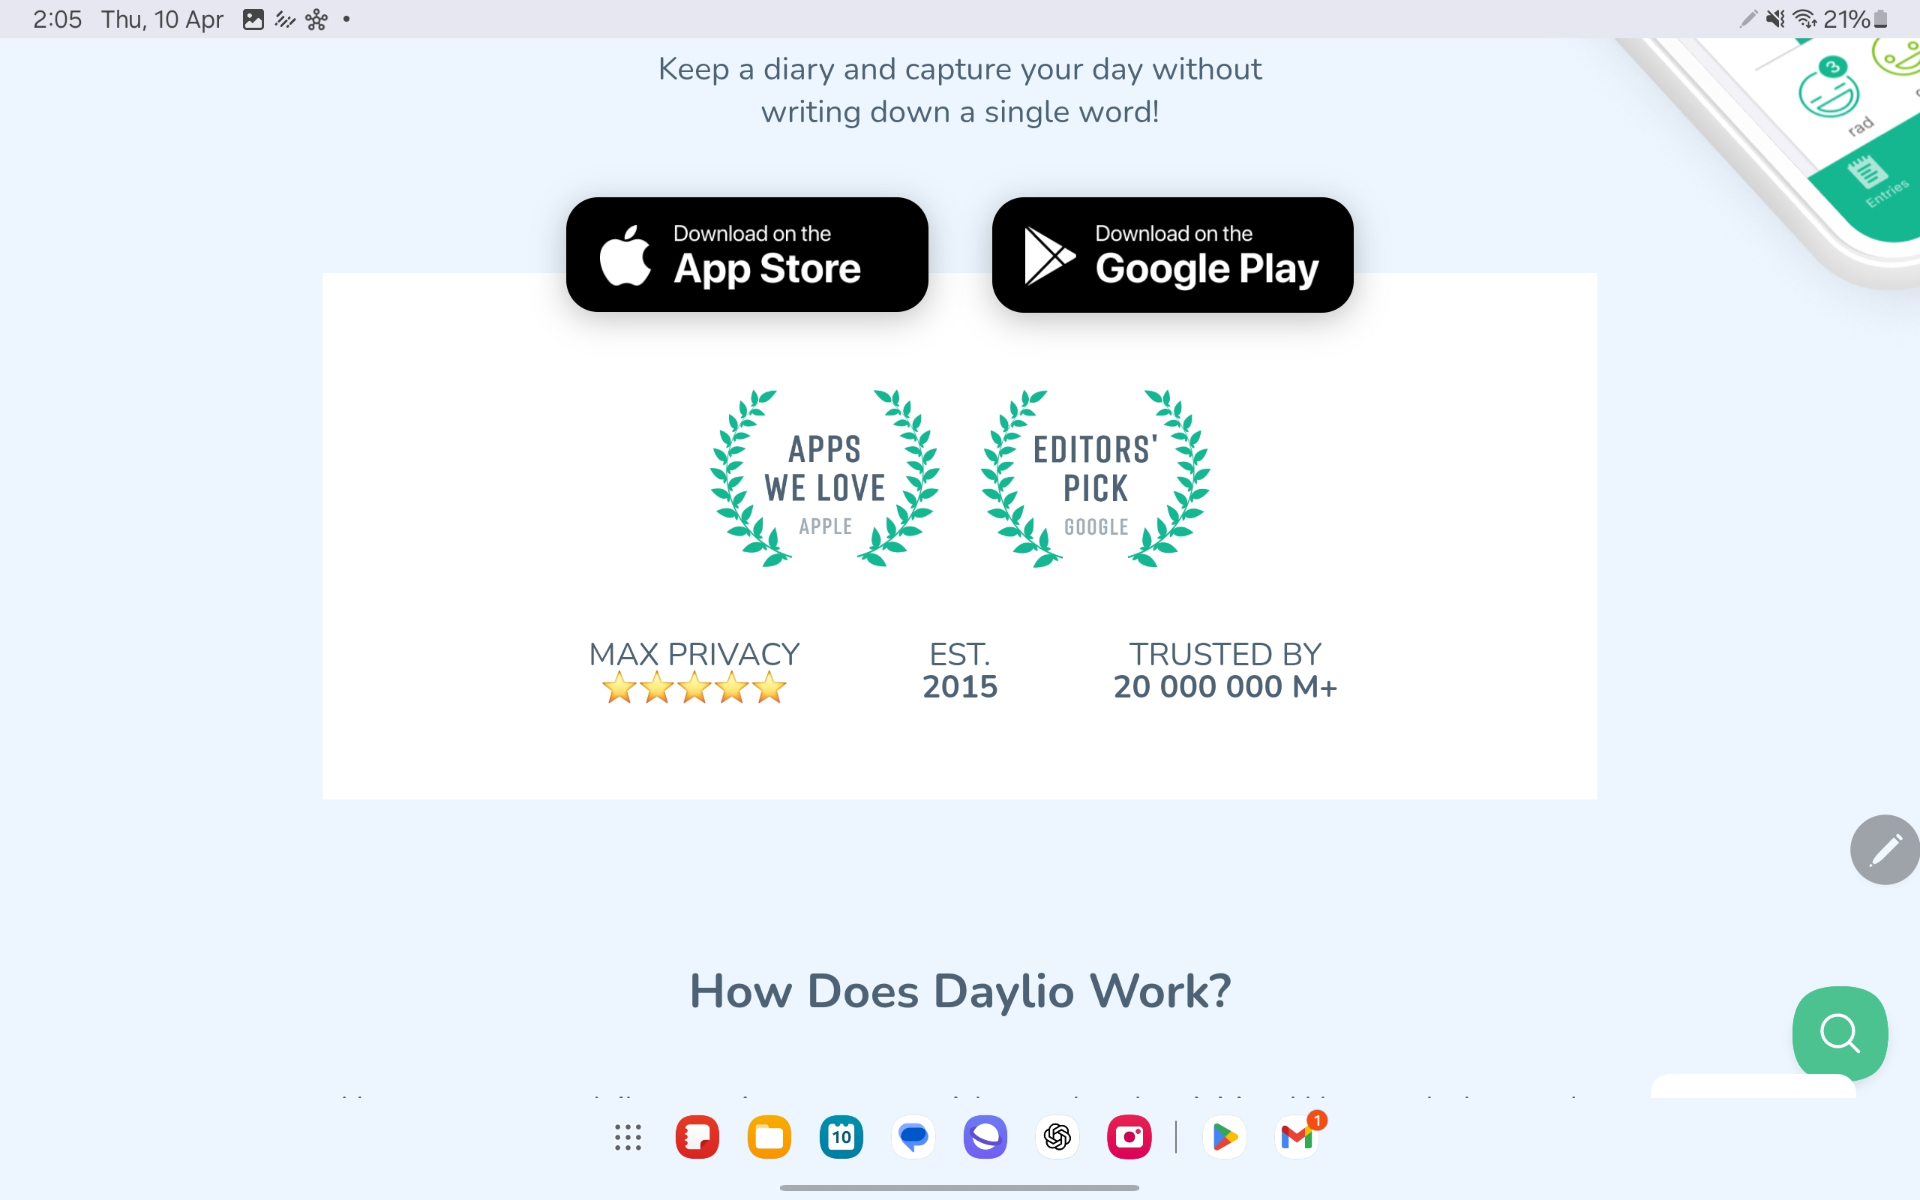 2:05 Thu, 10 Apr
21%
Keep a diary and capture your day without
writing down a single word!
3
rad
Entries
Download on the
App Store
Download on the
Google Play
APPS
WE LOVE
APPLE
EDITORS'
PICK
GOOGLE
MAX PRIVACY
EST.
2015
TRUSTED BY
20 000 000 M+
How Does Daylio Work?
10
1